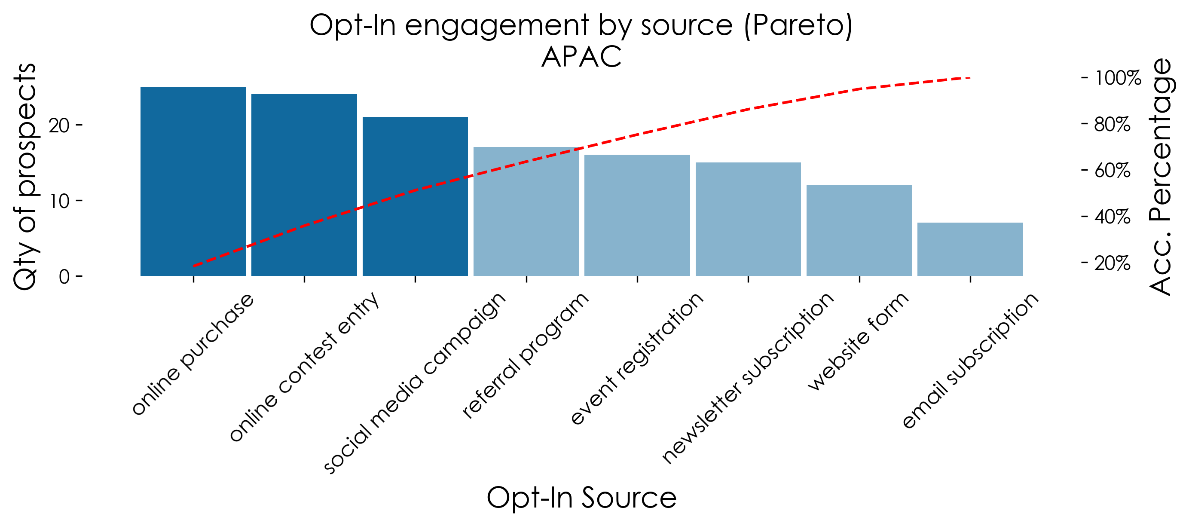 Opt-In engagement by source (Pareto)
APAC
Qty of prospects
20
10
0
100%
80%
60%
40%
20%
Acc. Percentage
online purchase
online contest entry
social media campaign
referral program
event registration
newsletter subscription
website form
email subscription
Opt-In Source